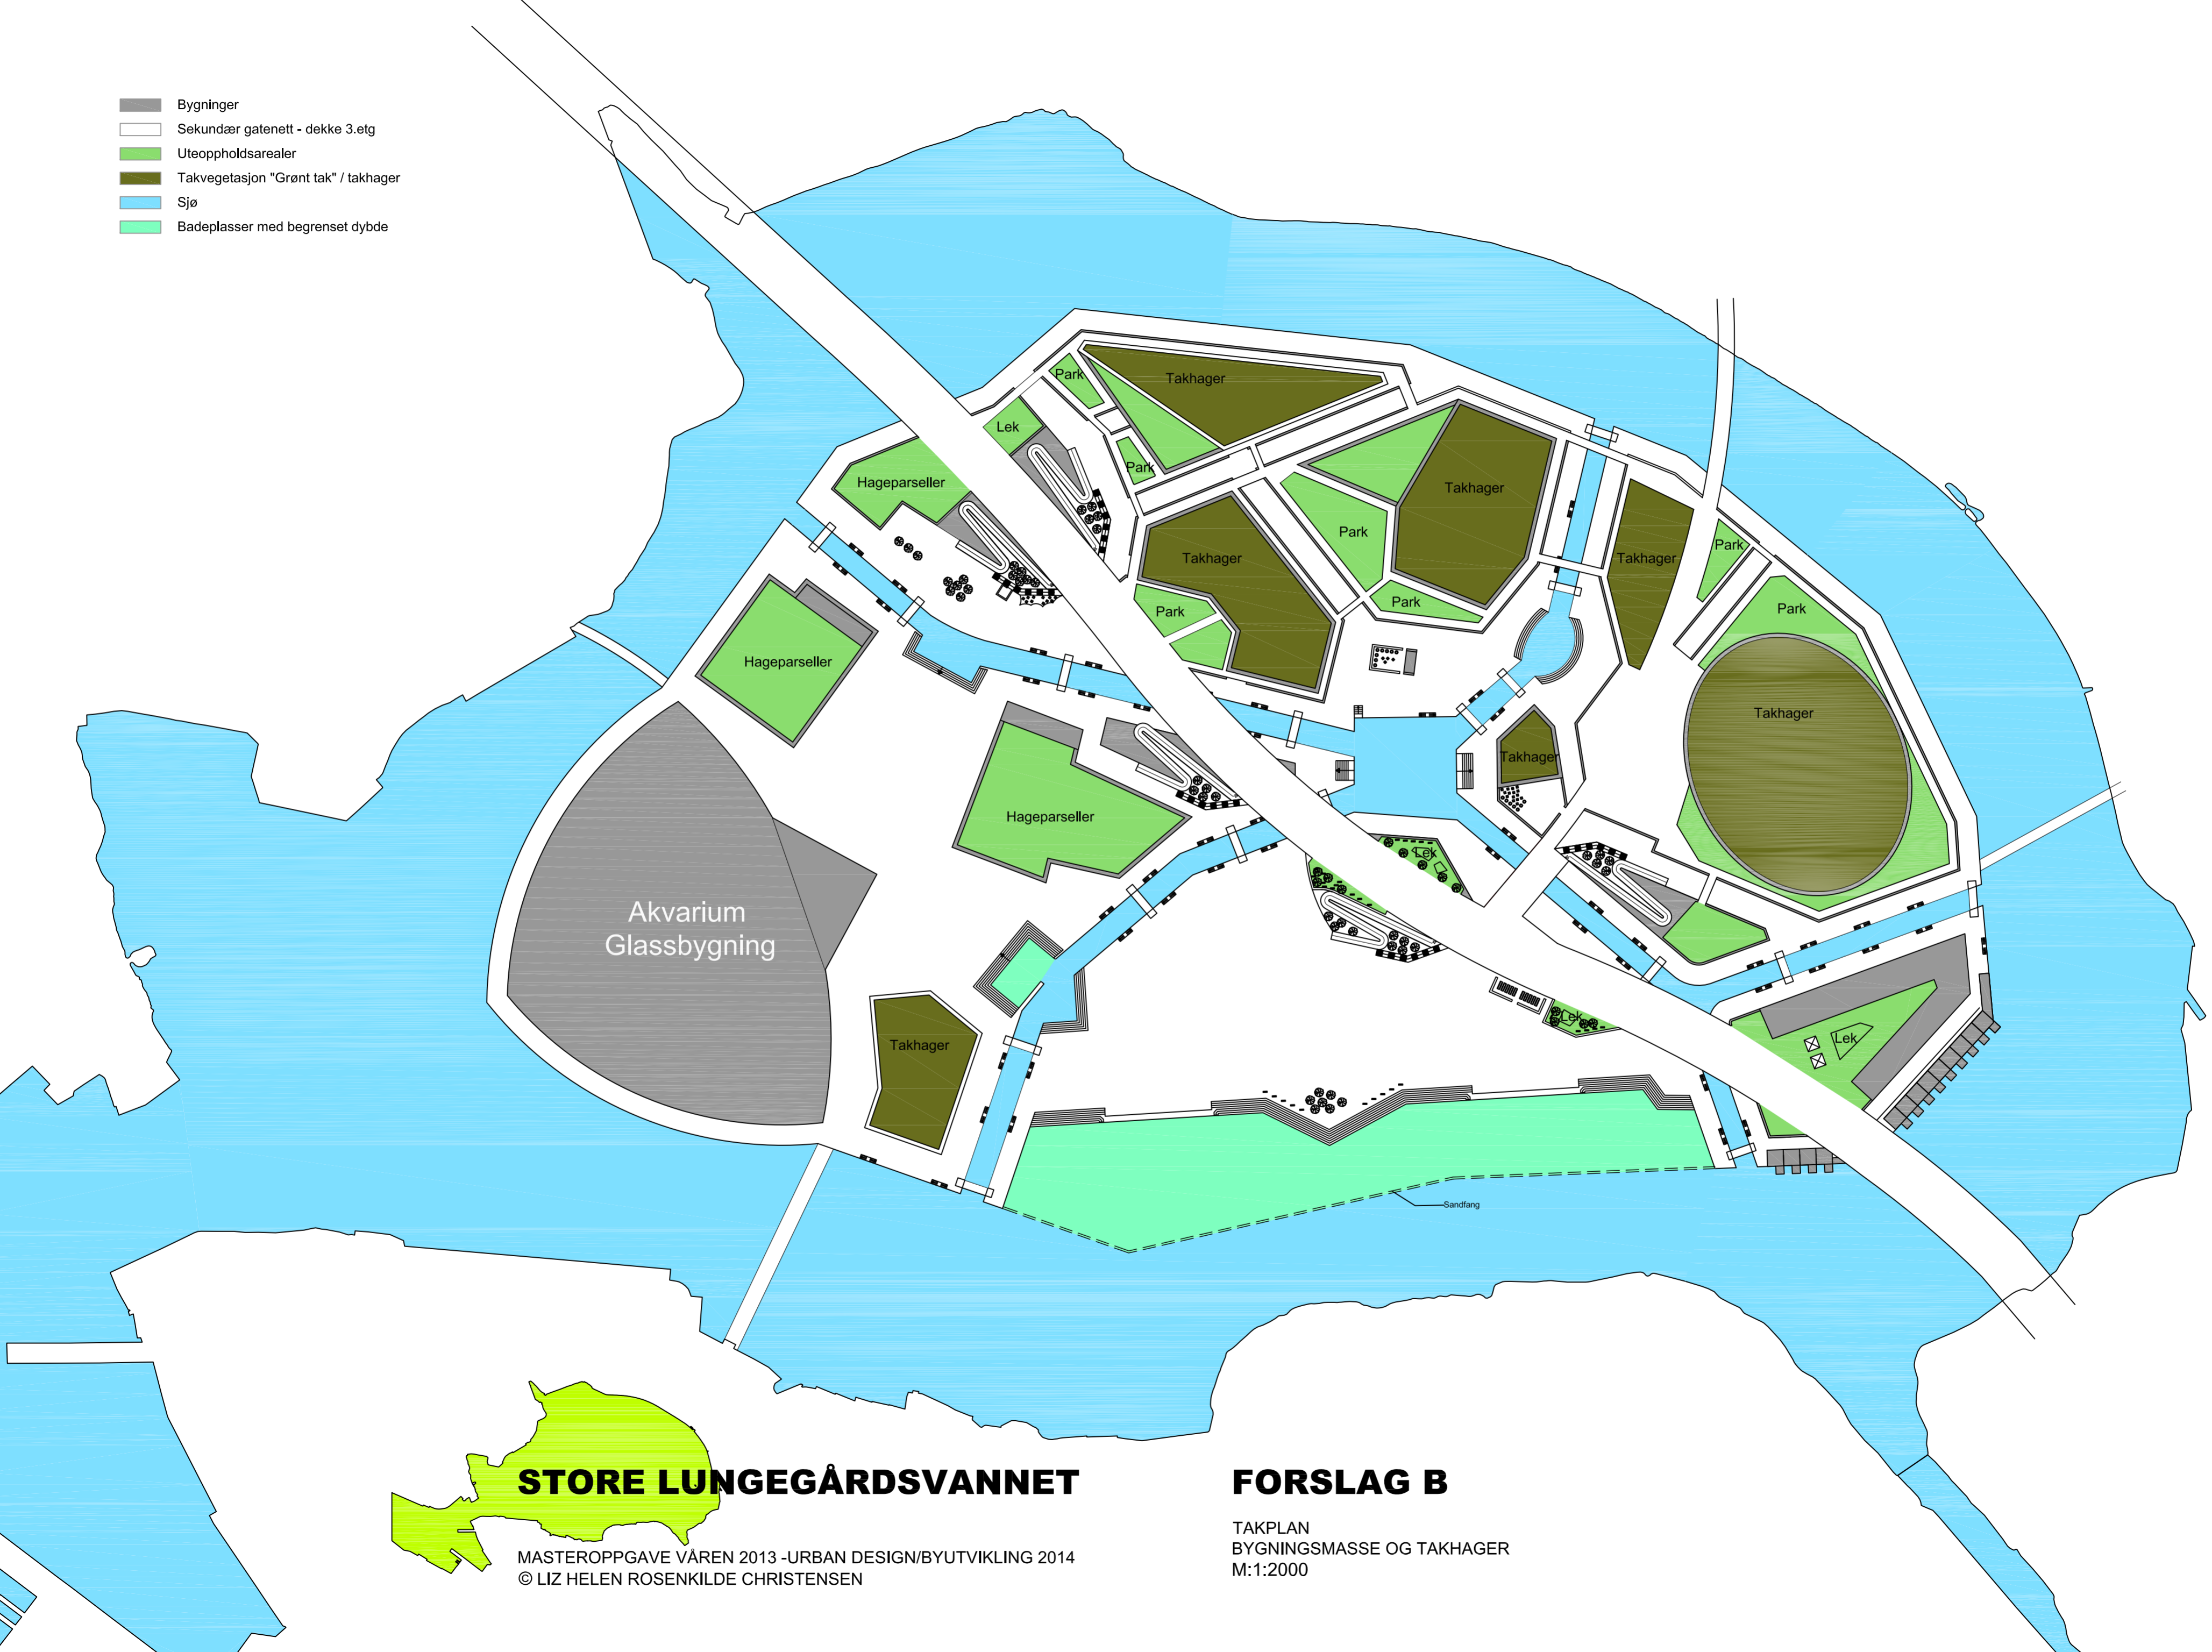 Bygninger
Sekundær gatenett - dekke 3.etg
Uteoppholdsarealer
Takvegetasjon "Grønt tak" / takhager
Sjø
Badeplasser med begrenset dybde
Park
Takhager
Lek
Park
Hageparseller
Takhager
Park
Takhager
Takhager
Park
Park
Park
Park
Hageparseller
Takhager
Takhager
Hageparseller
Lek
Akvarium
Glassbygning
Lek
Lek
Takhager
Sandfang
STORE LUNGEGÅRDSVANNET
FORSLAG B
MASTEROPPGAVE VÅREN 2013 -URBAN DESIGN/BYUTVIKLING 2014
© LIZ HELEN ROSENKILDE CHRISTENSEN
TAKPLAN
BYGNINGSMASSE OG TAKHAGER
M:1:2000